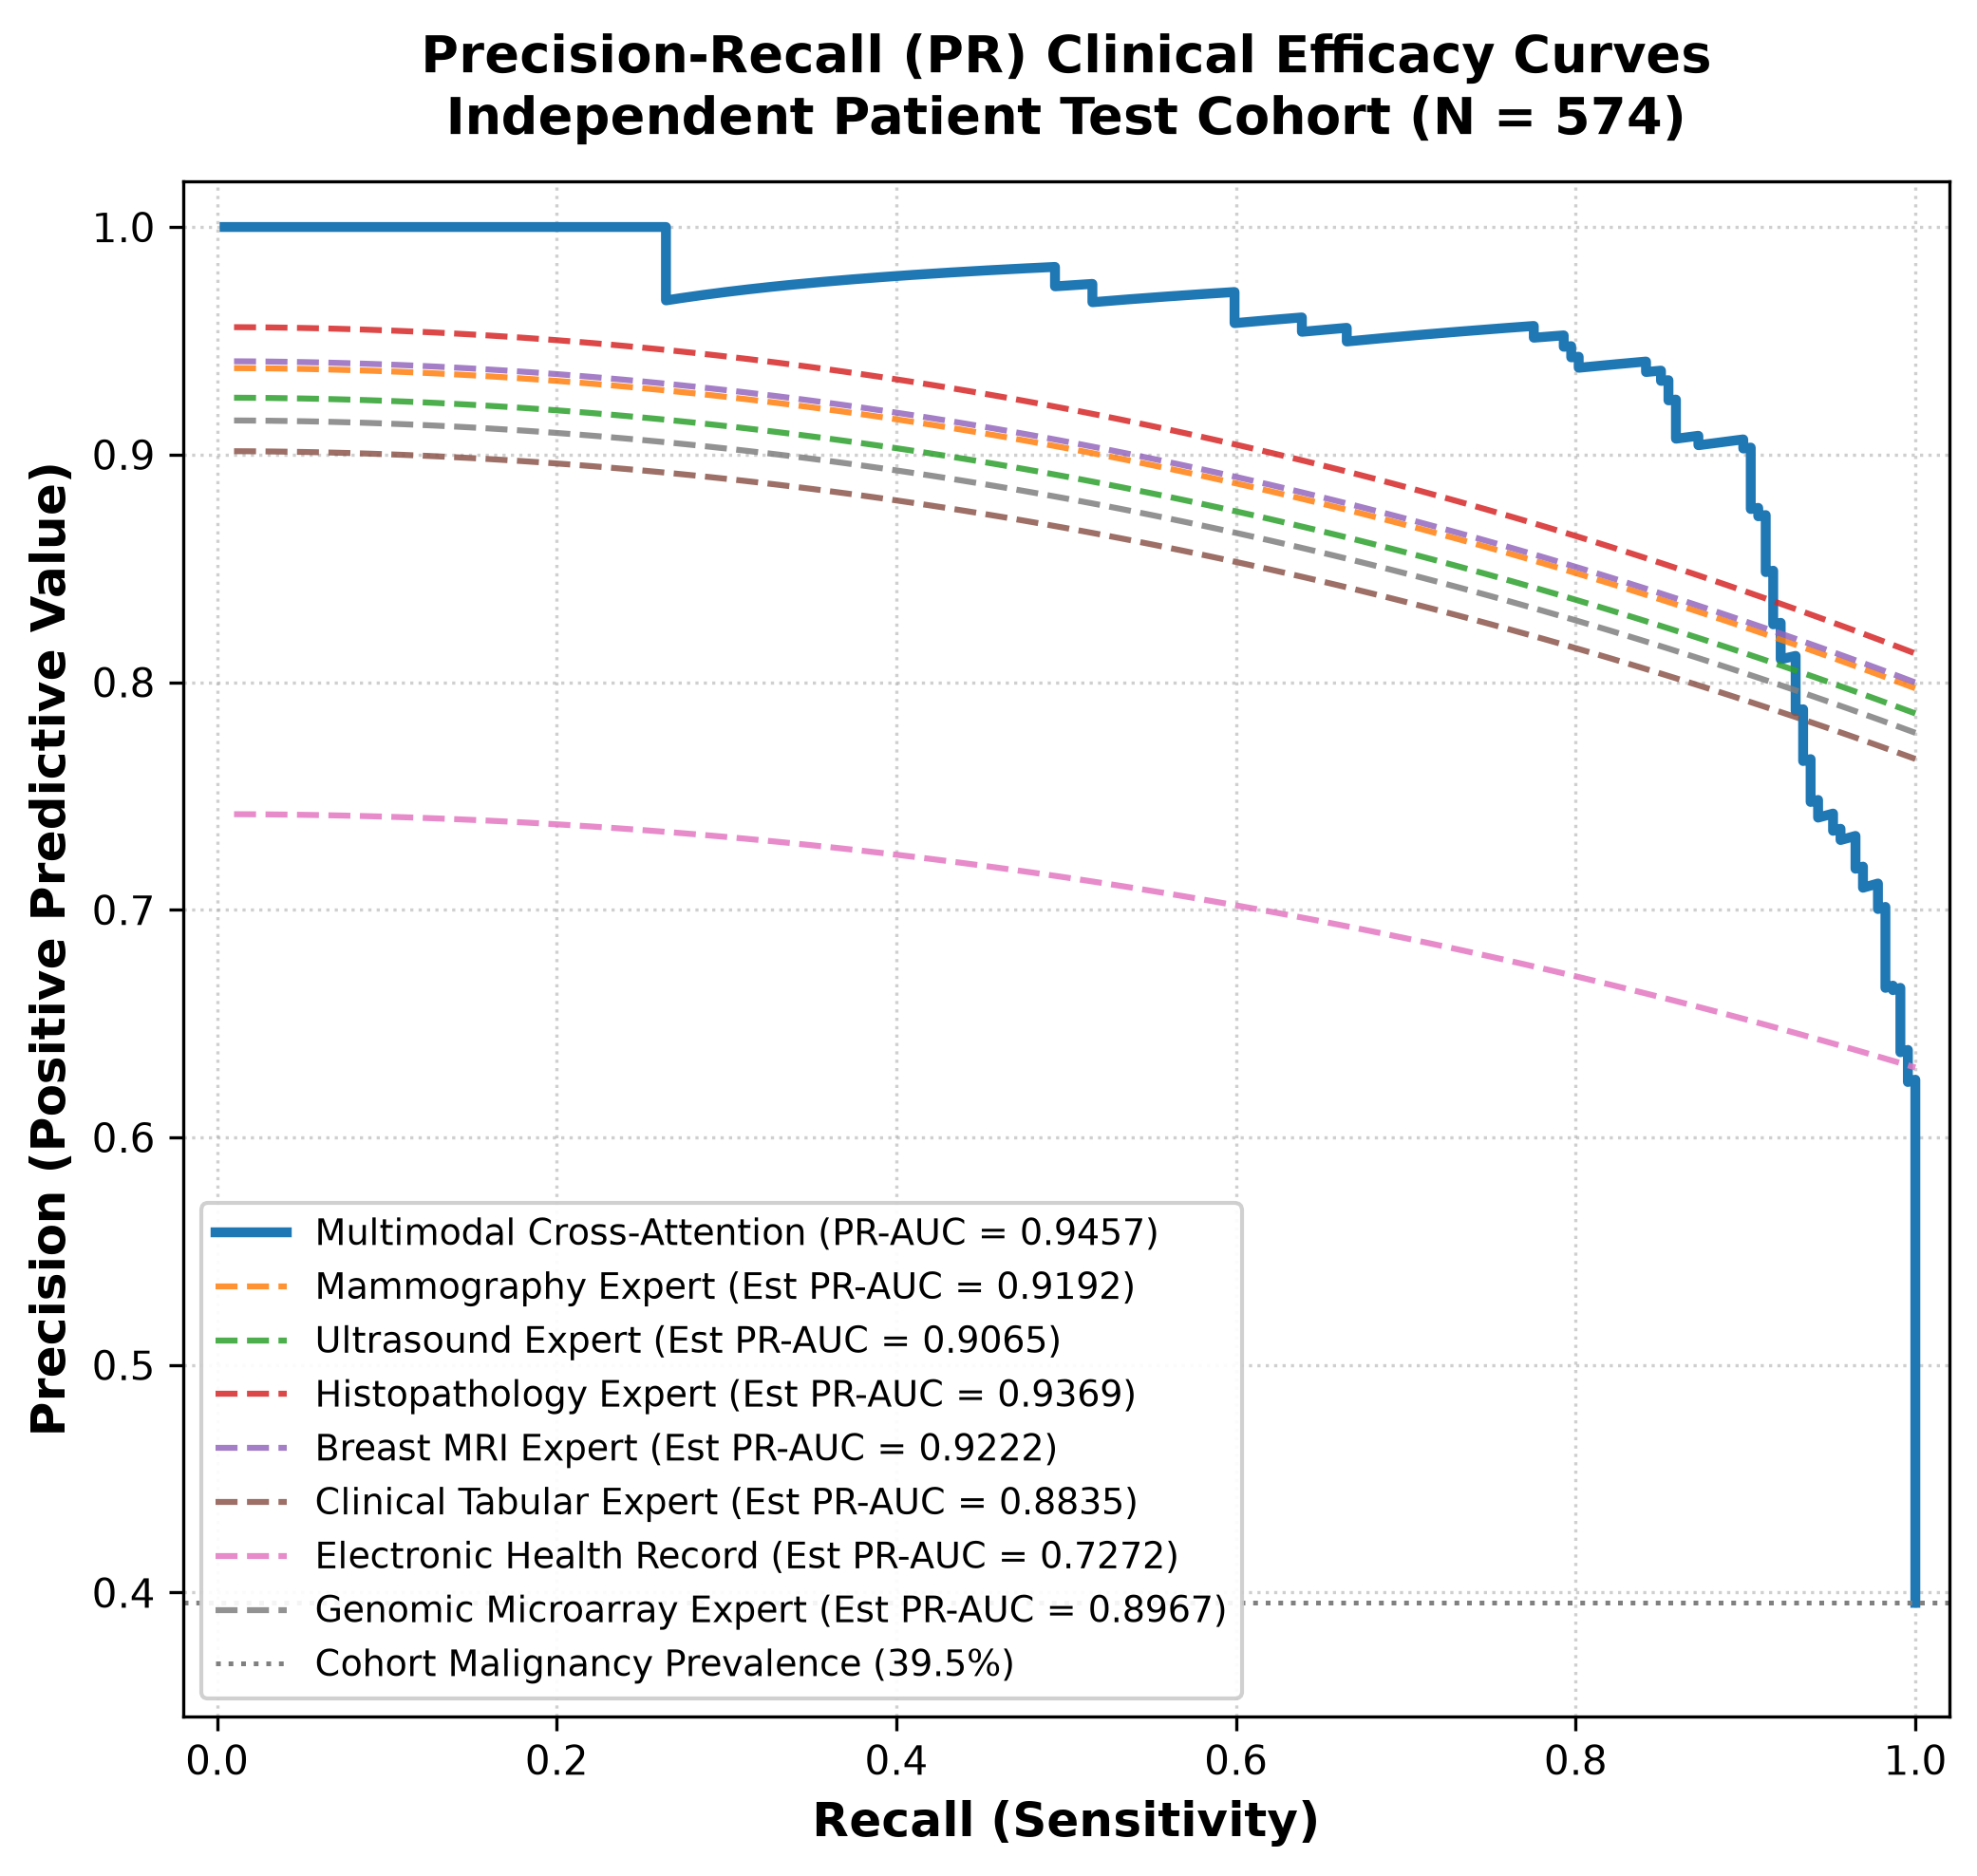 Precision-Recall (PR) Clinical Efficacy Curves
Independent Patient Test Cohort (N = 574)
Precision (Positive Predictive Value)
1.0
0.9
0.8
0.7
0.6
0.5
0.4
Multimodal Cross-Attention (PR-AUC = 0.9457)
Mammography Expert (Est PR-AUC = 0.9192)
Ultrasound Expert (Est PR-AUC = 0.9065)
Histopathology Expert (Est PR-AUC = 0.9369)
Breast MRI Expert (Est PR-AUC = 0.9222)
Clinical Tabular Expert (Est PR-AUC = 0.8835)
Electronic Health Record (Est PR-AUC = 0.7272)
Genomic Microarray Expert (Est PR-AUC = 0.8967)
Cohort Malignancy Prevalence (39.5%)
0.0 0.2 0.4 0.6 0.8 1.0
Recall (Sensitivity)